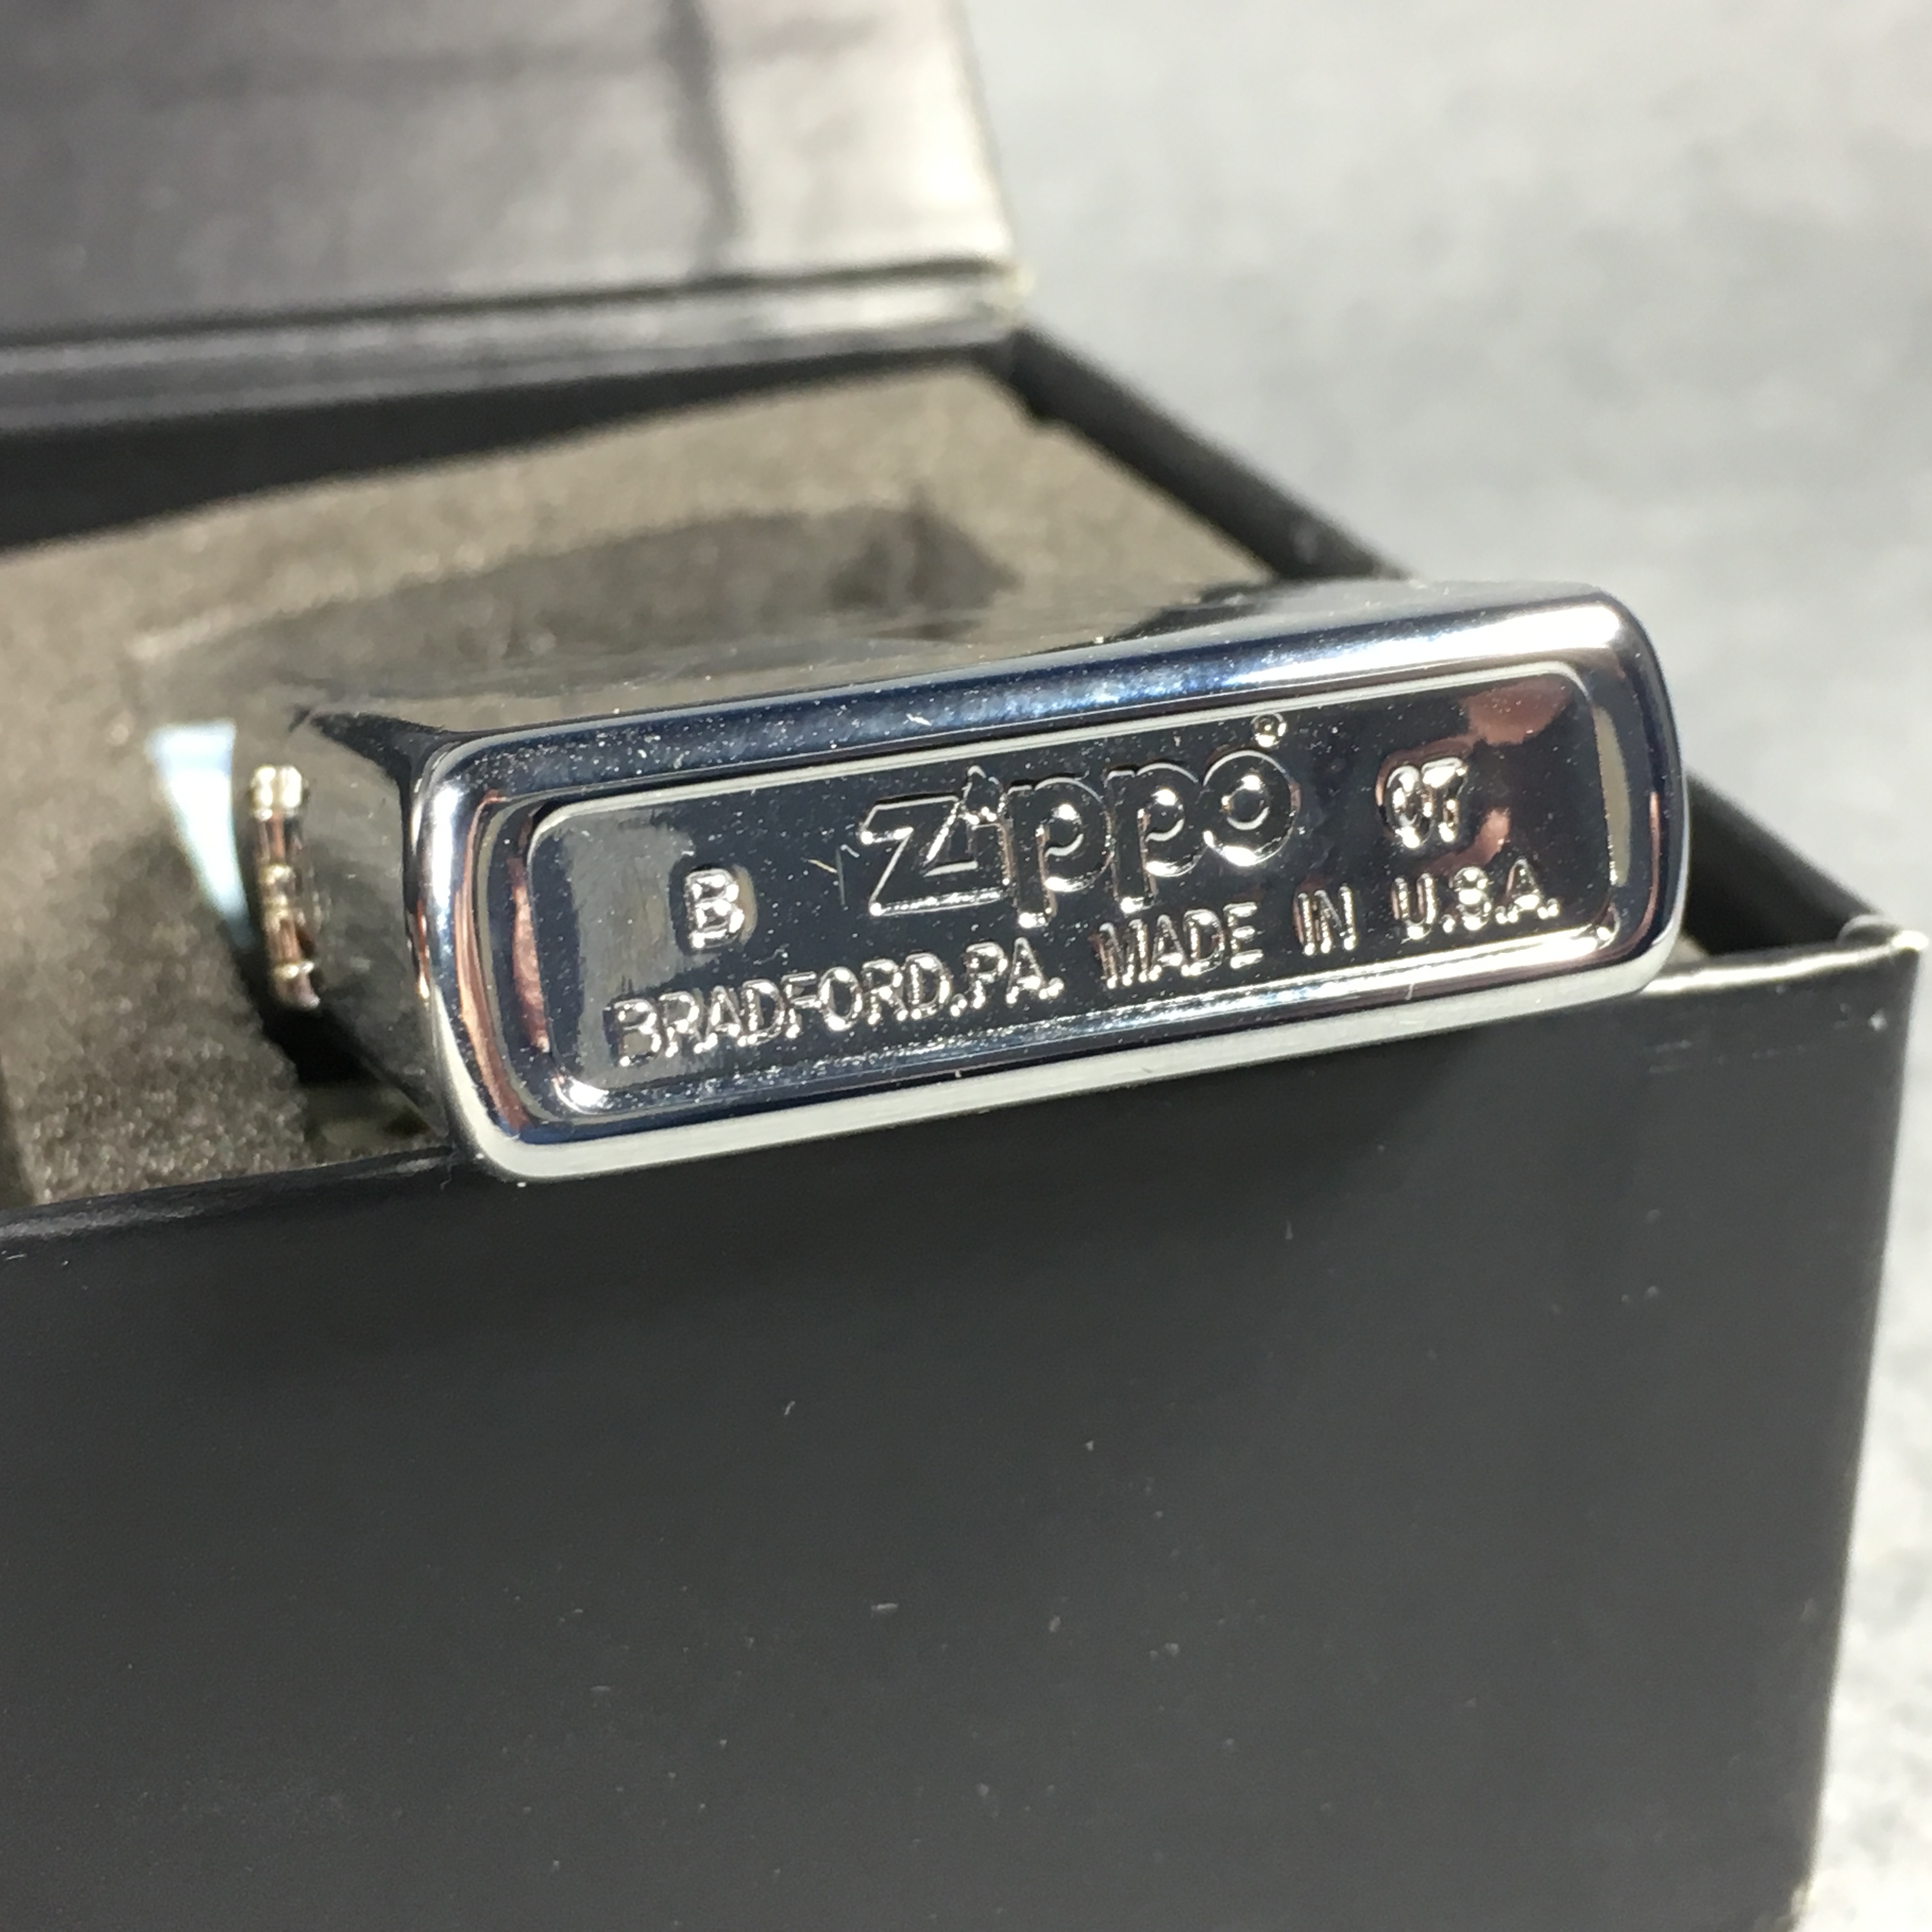 B zippo® 07
BRADFORD,PA. MADE IN U.S.A.